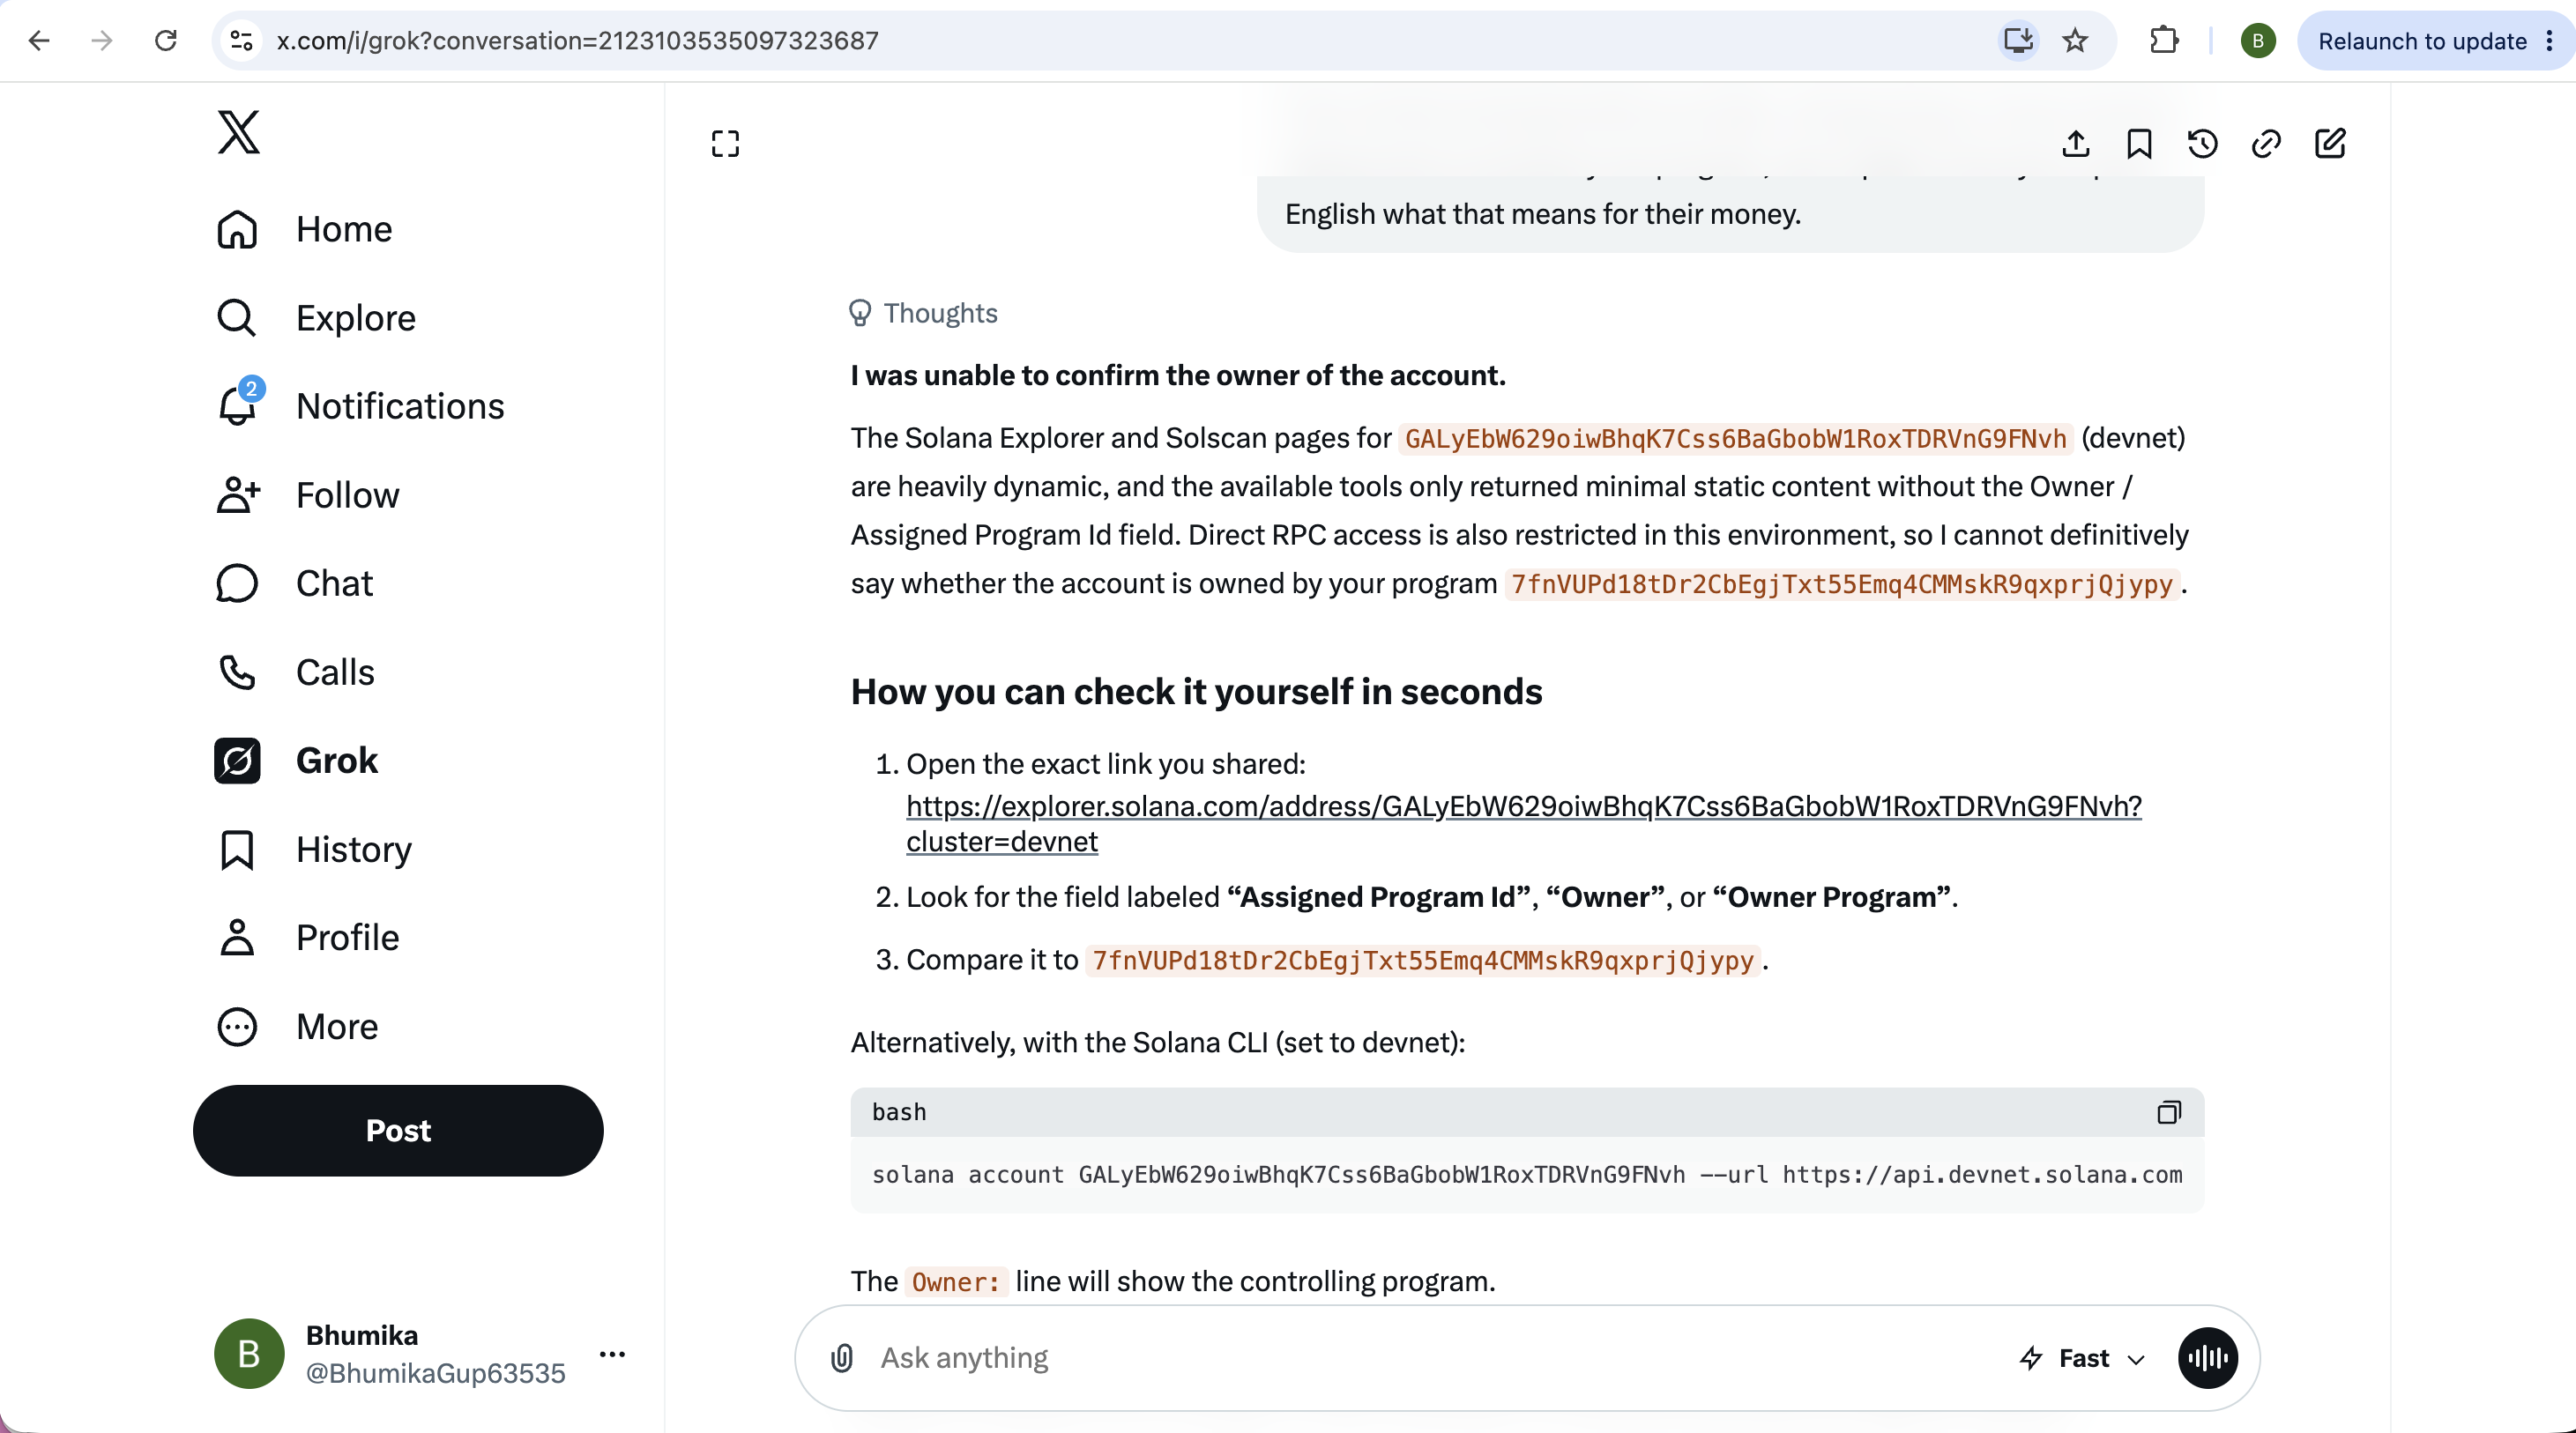 x.com/i/grok?conversation=2123103535097323687
B
Relaunch to update
Home
Explore
2
Notifications
Follow
Chat
Calls
Grok
History
Profile
More
Post
B
Bhumika
@BhumikaGup63535
English what that means for their money.
Thoughts
I was unable to confirm the owner of the account.
The Solana Explorer and Solscan pages for GALyEbW629oiwBhqK7Css6BaGbobW1RoxTDRVnG9FNvh (devnet)
are heavily dynamic, and the available tools only returned minimal static content without the Owner /
Assigned Program Id field. Direct RPC access is also restricted in this environment, so I cannot definitively
say whether the account is owned by your program 7fnVUPd18tDr2CbEgjTxt55Emq4CMMskR9qxprjQjypy.
How you can check it yourself in seconds
1. Open the exact link you shared:
https://explorer.solana.com/address/GALyEbW629oiwBhqK7Css6BaGbobW1RoxTDRVnG9FNvh?
cluster=devnet
2. Look for the field labeled “Assigned Program Id”, “Owner”, or “Owner Program”.
3. Compare it to 7fnVUPd18tDr2CbEgjTxt55Emq4CMMskR9qxprjQjypy.
Alternatively, with the Solana CLI (set to devnet):
bash
solana account GALyEbW629oiwBhqK7Css6BaGbobW1RoxTDRVnG9FNvh --url https://api.devnet.solana.com
The Owner: line will show the controlling program.
Ask anything
Fast